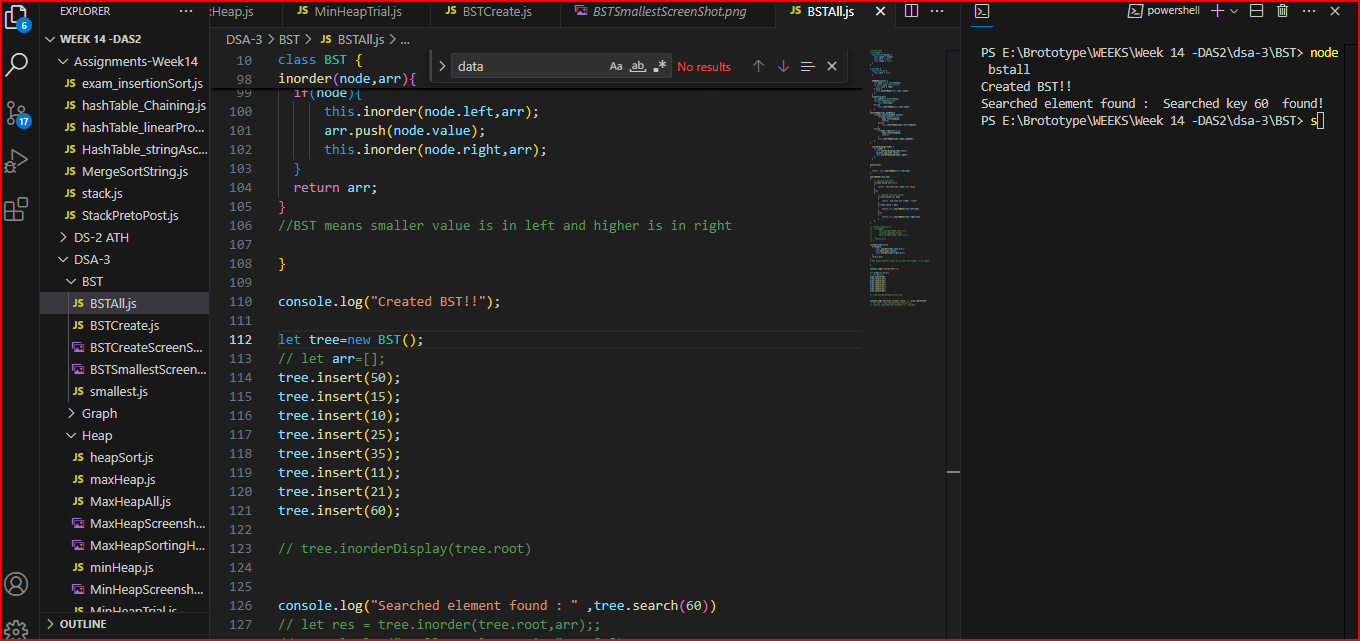 EXPLORER
WEEK 14 -DAS2
Assignments-Week14
JS exam_insertionSort.js
JS hashTable_Chaining.js
JS hashTable_linearPro...
JS HashTable_stringAsc...
JS MergeSortString.js
JS stack.js
JS StackPretoPost.js
DS-2 ATH
DSA-3
BST
JS BSTAll.js
JS BSTCreate.js
BSTCreateScreenS...
BSTSmallestScreen...
JS smallest.js
Graph
Heap
JS heapSort.js
JS maxHeap.js
JS MaxHeapAll.js
MaxHeapScreensh...
MaxHeapSortingH...
JS minHeap.js
MinHeapScreensh...
JS MinHeapTrial.js
OUTLINE
6
17
xHeap.js
JS MinHeapTrial.js
JS BSTCreate.js
BSTSmallestScreenShot.png
JS BSTAll.js
DSA-3 > BST > JS BSTAll.js > ...
data
Aa ab .*
No results
10 class BST {
98 inorder(node,arr){
99 if(node){
100 this.inorder(node.left,arr);
101 arr.push(node.value);
102 this.inorder(node.right,arr);
103 }
104 return arr;
105 }
106 //BST means smaller value is in left and higher is in right
107
108 }
109
110 console.log("Created BST!!");
111
112 let tree=new BST();
113 // let arr=[];
114 tree.insert(50);
115 tree.insert(15);
116 tree.insert(10);
117 tree.insert(25);
118 tree.insert(35);
119 tree.insert(11);
120 tree.insert(21);
121 tree.insert(60);
122
123 // tree.inorderDisplay(tree.root)
124
125
126 console.log("Searched element found : " ,tree.search(60))
127 // let res = tree.inorder(tree.root,arr);;
powershell
PS E:\Brototype\WEEKS\Week 14 -DAS2\dsa-3\BST> node
bstall
Created BST!!
Searched element found :  Searched key 60  found!
PS E:\Brototype\WEEKS\Week 14 -DAS2\dsa-3\BST> s